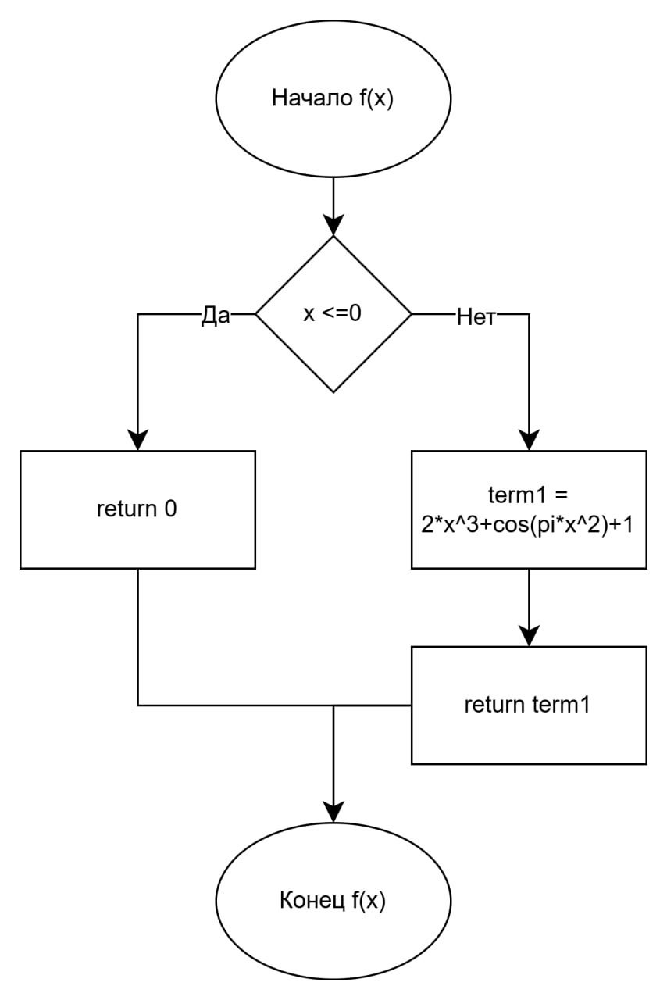 Начало f(x)
x <=0
Да
Нет
return 0
term1 =
2*x^3+cos(pi*x^2)+1
return term1
Конец f(x)